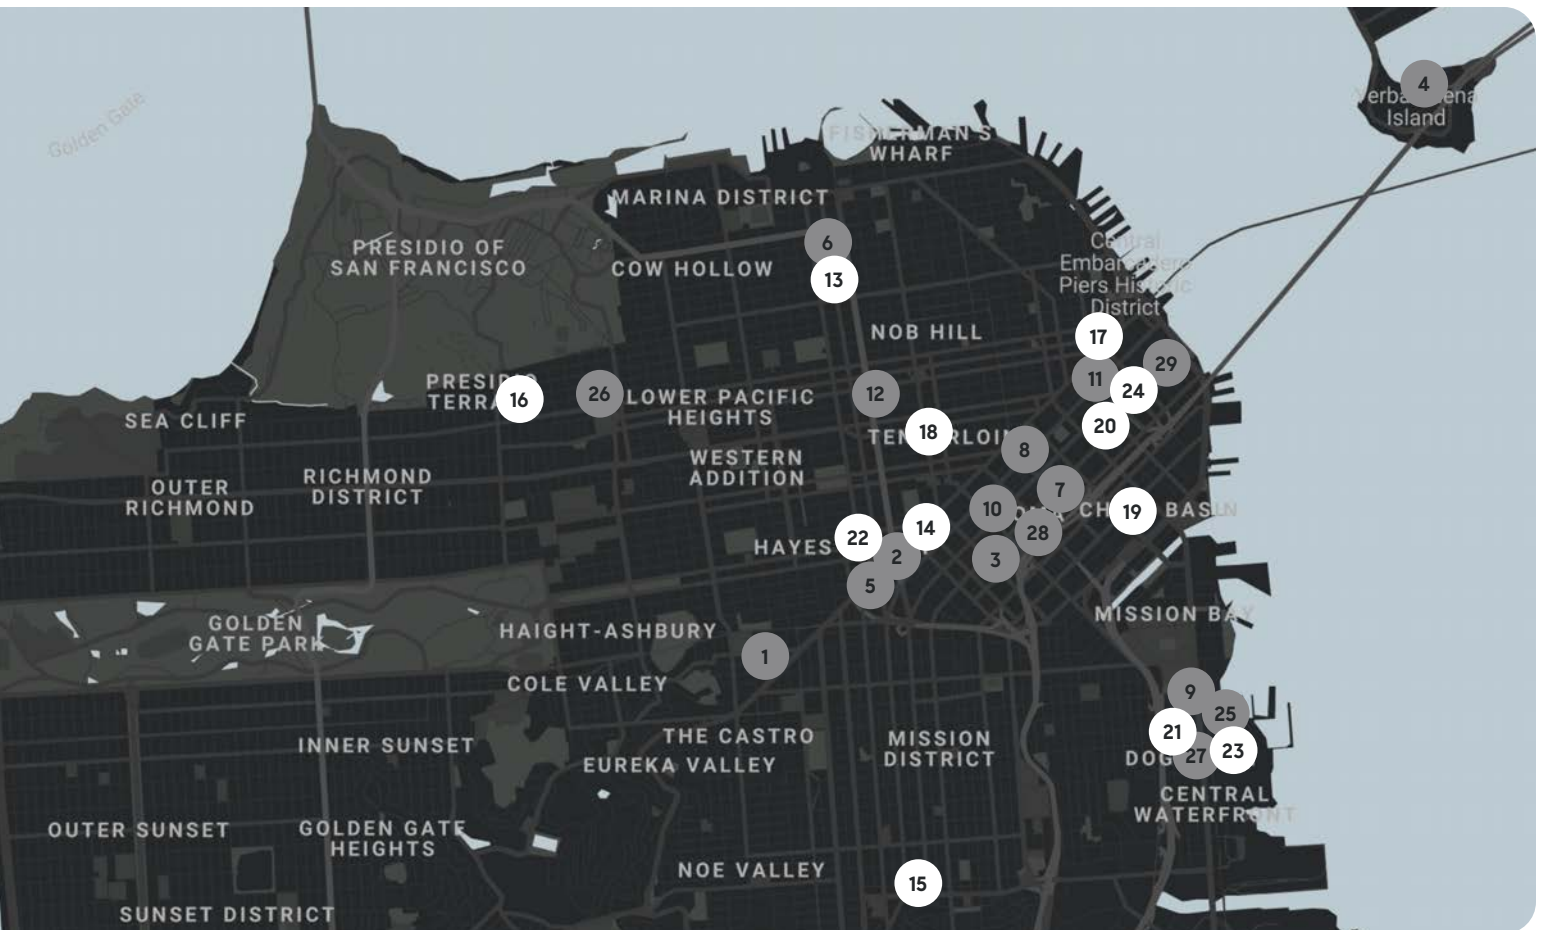 4
Island
Golden Gate
FISHERMAN'S
WHARF
MARINA DISTRICT
6
PRESIDIO OF
SAN FRANCISCO
COW HOLLOW
13
Central
Embarcadero
Piers Historic
District
NOB HILL
17
29
11
24
16
26
LOWER PACIFIC
HEIGHTS
12
SEA CLIFF
20
18
8
WESTERN
ADDITION
RICHMOND
DISTRICT
OUTER
RICHMOND
7
10
19
BASIN
28
14
22
HAYES
2
3
5
MISSION BAY
GOLDEN
GATE PARK
HAIGHT-ASHBURY
1
COLE VALLEY
9
25
21
23
27
DOG
THE CASTRO
EUREKA VALLEY
MISSION
DISTRICT
INNER SUNSET
CENTRAL
WATERFRONT
OUTER SUNSET
GOLDEN GATE
HEIGHTS
NOE VALLEY
15
SUNSET DISTRICT